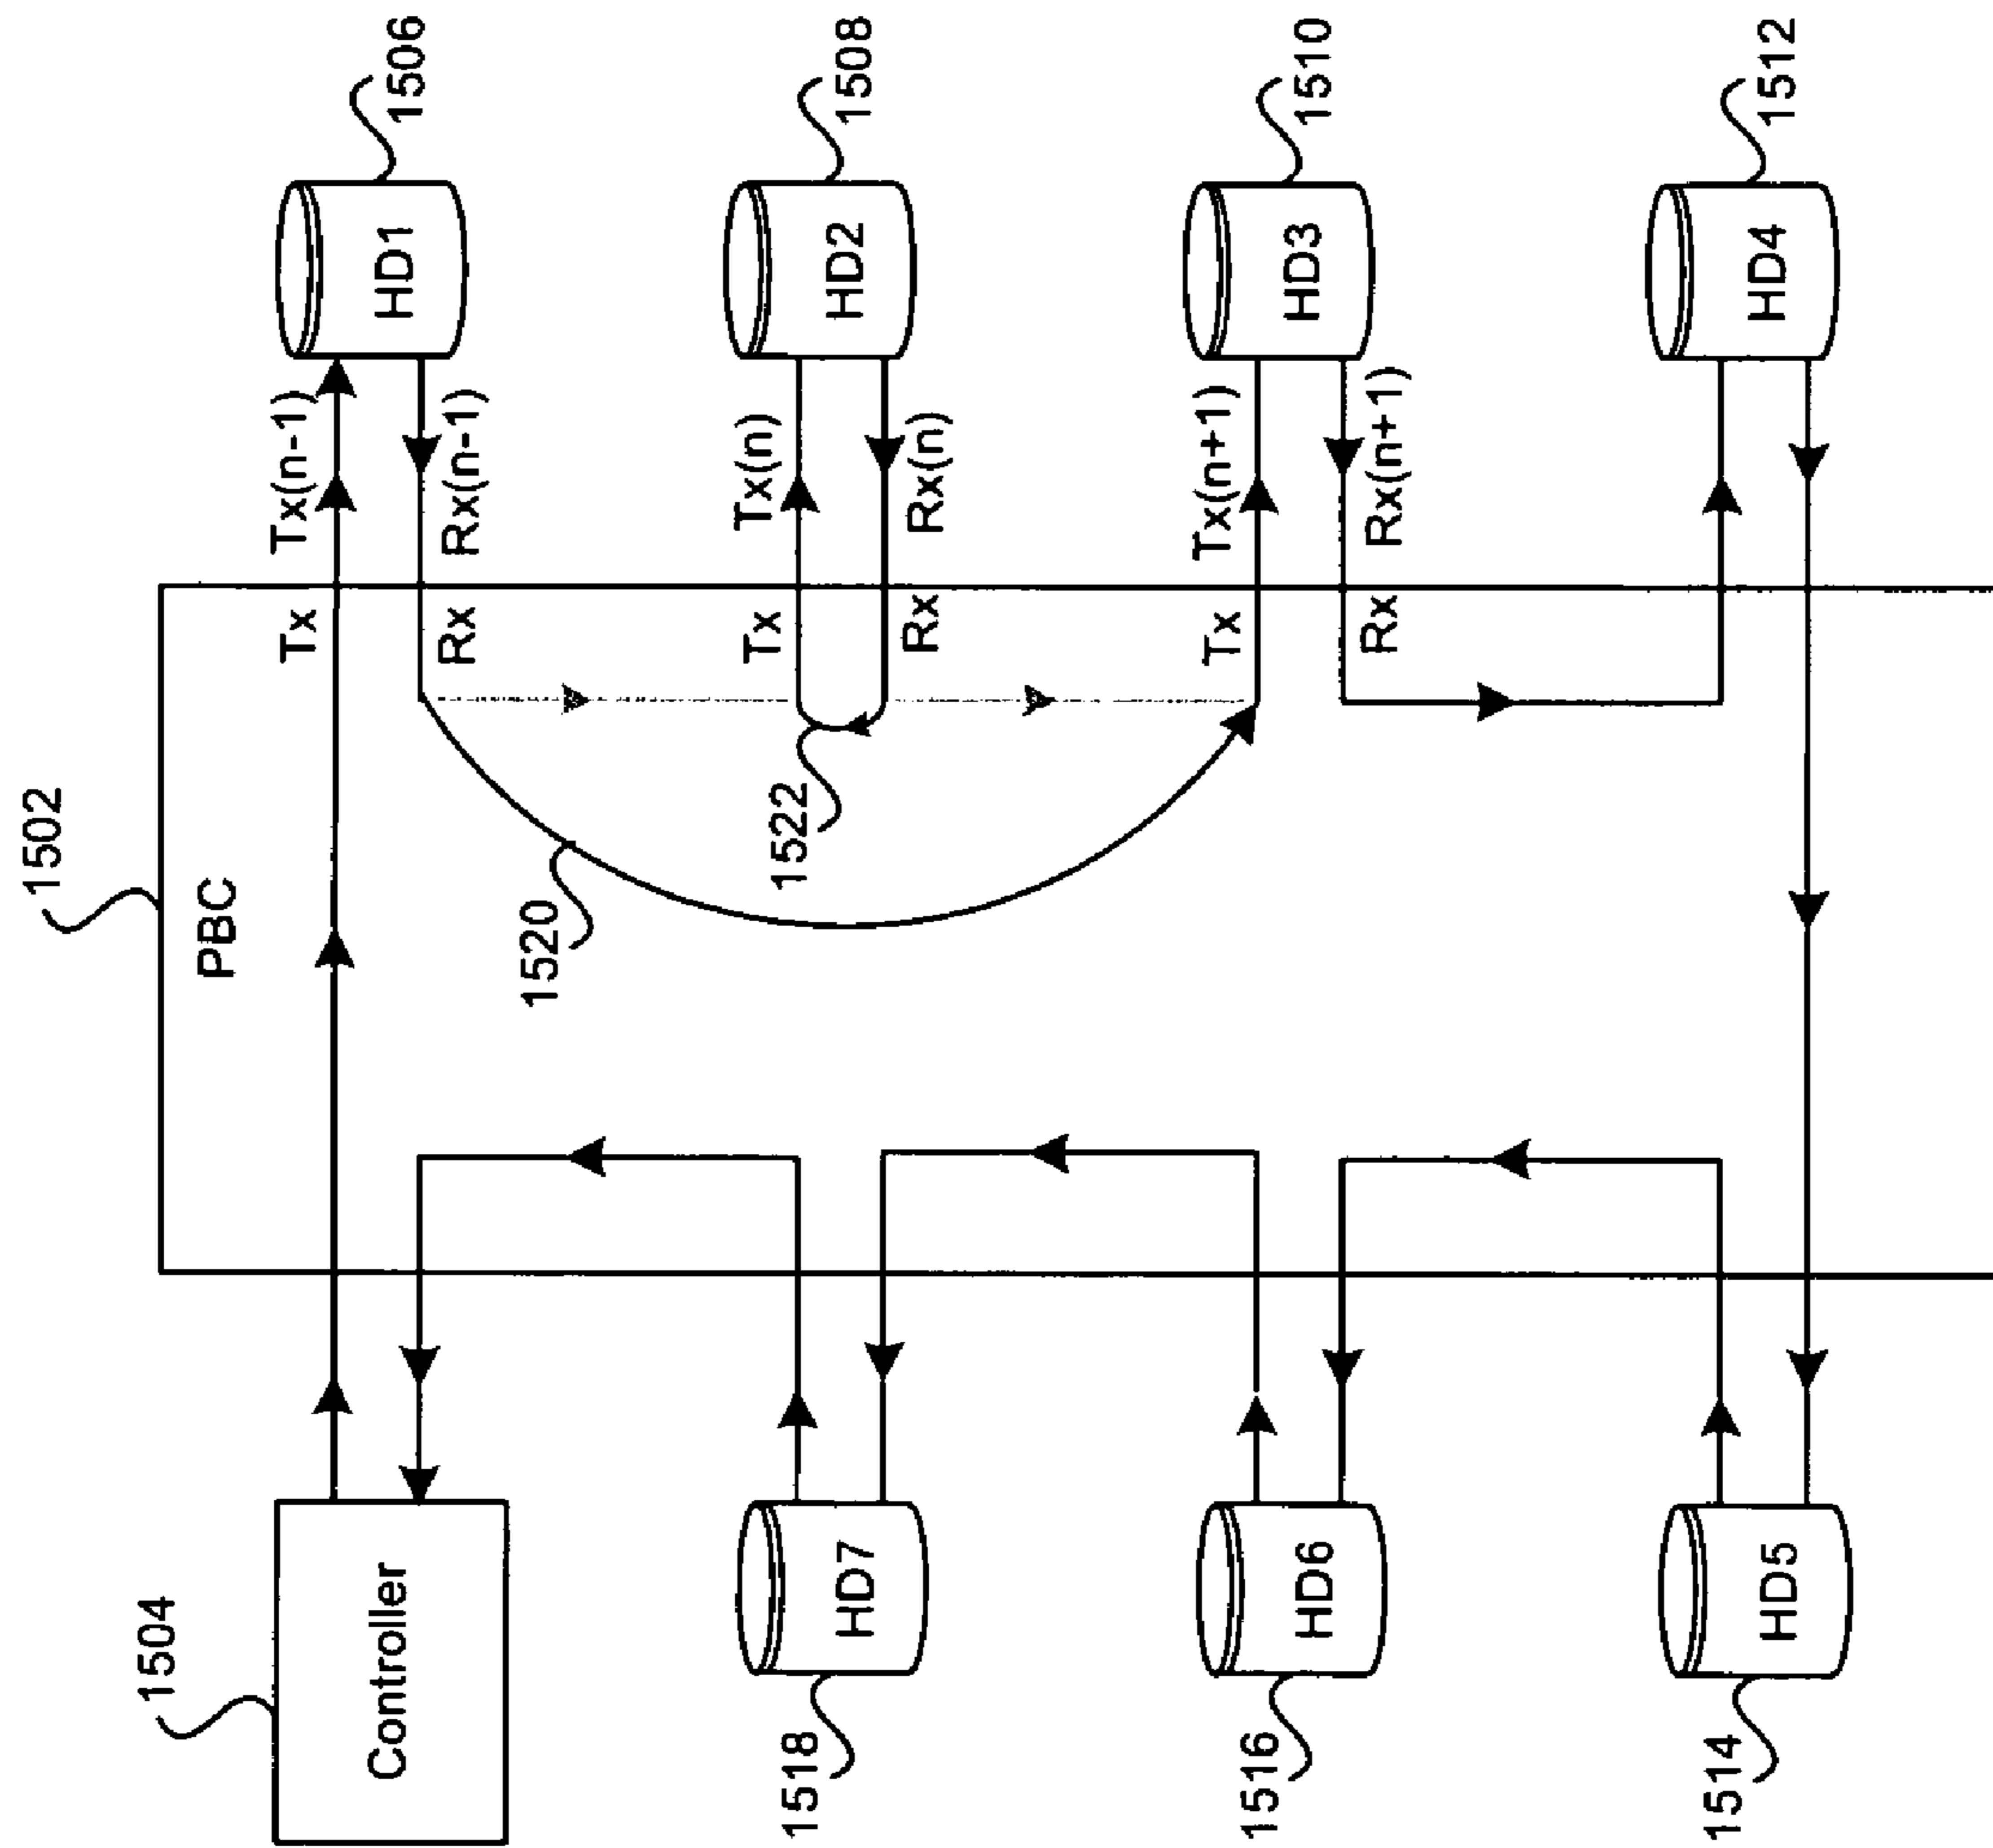 1502
PBC
1504
Controller
Tx
Tx(n-1)
HD1
1506
Rx
Rx(n-1)
1520
1522
1518
HD7
Tx
Tx(n)
HD2
1508
Rx
Rx(n)
1516
HD6
Tx
Tx(n+1)
HD3
1510
Rx
Rx(n+1)
1514
HD5
HD4
1512